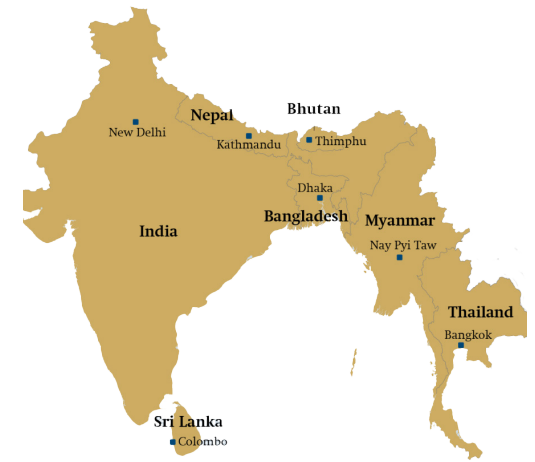 Nepal
Bhutan
New Delhi
Kathmandu
Thimphu
Dhaka
Bangladesh
Myanmar
India
Nay Pyi Taw
Thailand
Bangkok
Sri Lanka
Colombo